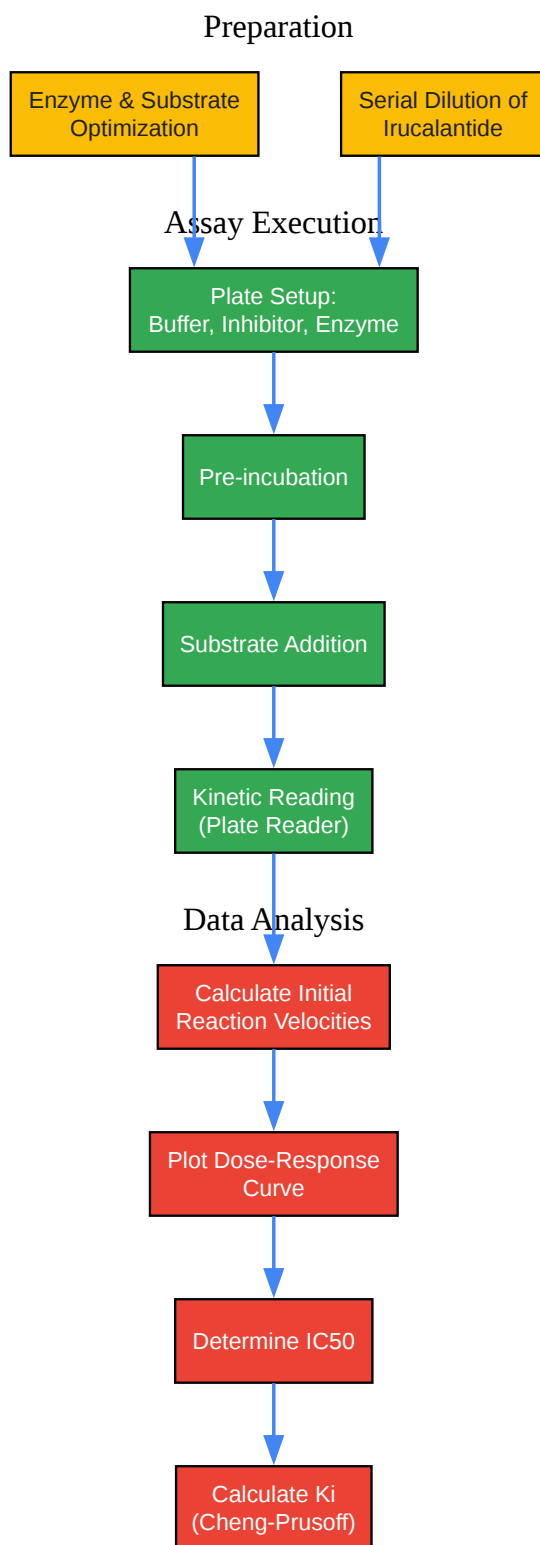 Preparation
Enzyme & Substrate
Optimization
Serial Dilution of
Irucalantide
Assay Execution
Plate Setup:
Buffer, Inhibitor, Enzyme
Pre-incubation
Substrate Addition
Kinetic Reading
(Plate Reader)
Data Analysis
Calculate Initial
Reaction Velocities
Plot Dose-Response
Curve
Determine IC50
Calculate Ki
(Cheng-Prusoff)